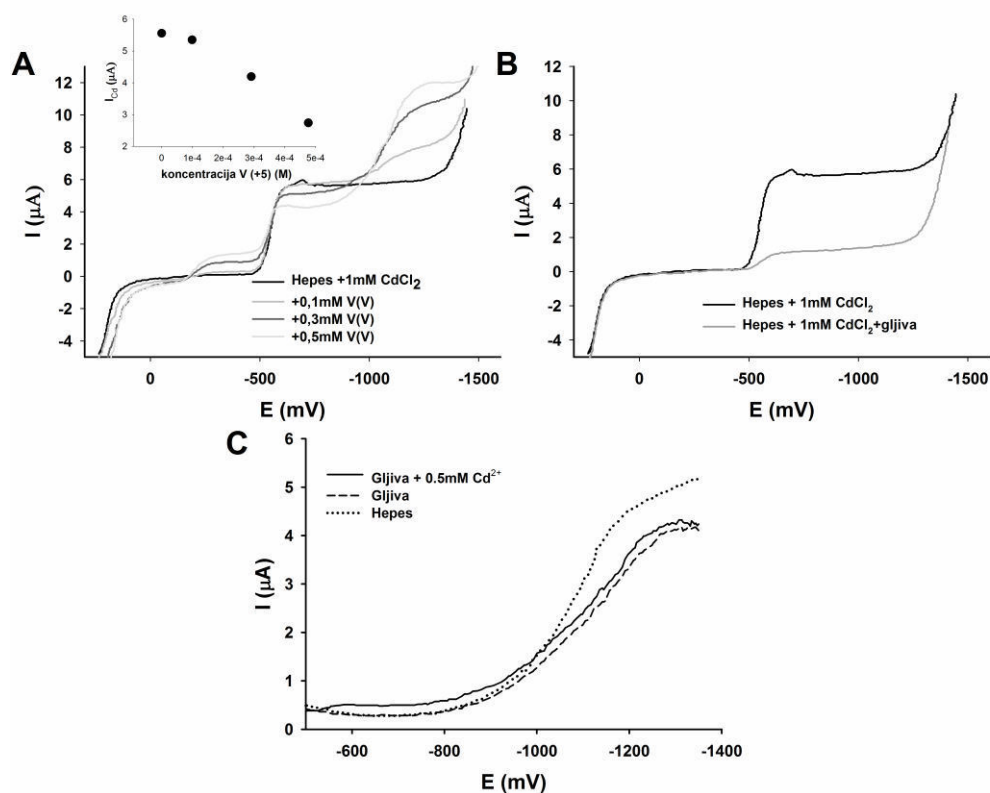 A
I_Cd (µA)
6
5
4
3
2
0 1e-4 2e-4 3e-4 4e-4 5e-4
koncentracija V (+5) (M)
I (µA)
12
10
8
6
4
2
0
-2
-4
Hepes +1mM CdCl₂
+0,1mM V(V)
+0,3mM V(V)
+0,5mM V(V)
0 -500 -1000 -1500
E (mV)
B
I (µA)
12
10
8
6
4
2
0
-2
-4
Hepes + 1mM CdCl₂
Hepes + 1mM CdCl₂+gljiva
0 -500 -1000 -1500
E (mV)
C
I (µA)
6
5
4
3
2
1
0
Gljiva + 0.5mM Cd²⁺
Gljiva
Hepes
-600 -800 -1000 -1200 -1400
E (mV)